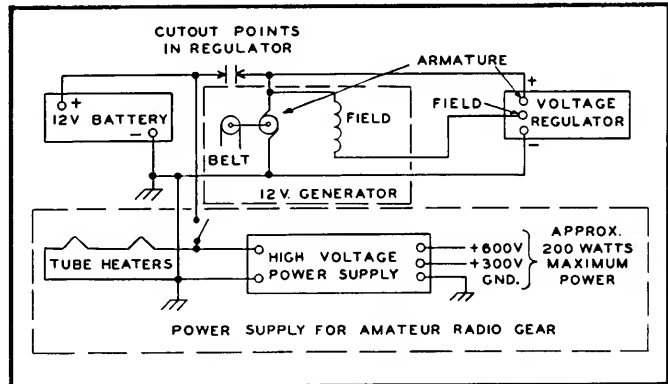 CUTOUT POINTS
IN REGULATOR
ARMATURE
+
+
12V BATTERY
−
FIELD
FIELD
VOLTAGE
REGULATOR
−
BELT
12 V. GENERATOR
TUBE HEATERS
HIGH VOLTAGE
POWER SUPPLY
+600V
+300V
GND.
APPROX.
200 WATTS
MAXIMUM
POWER
POWER SUPPLY FOR AMATEUR RADIO GEAR